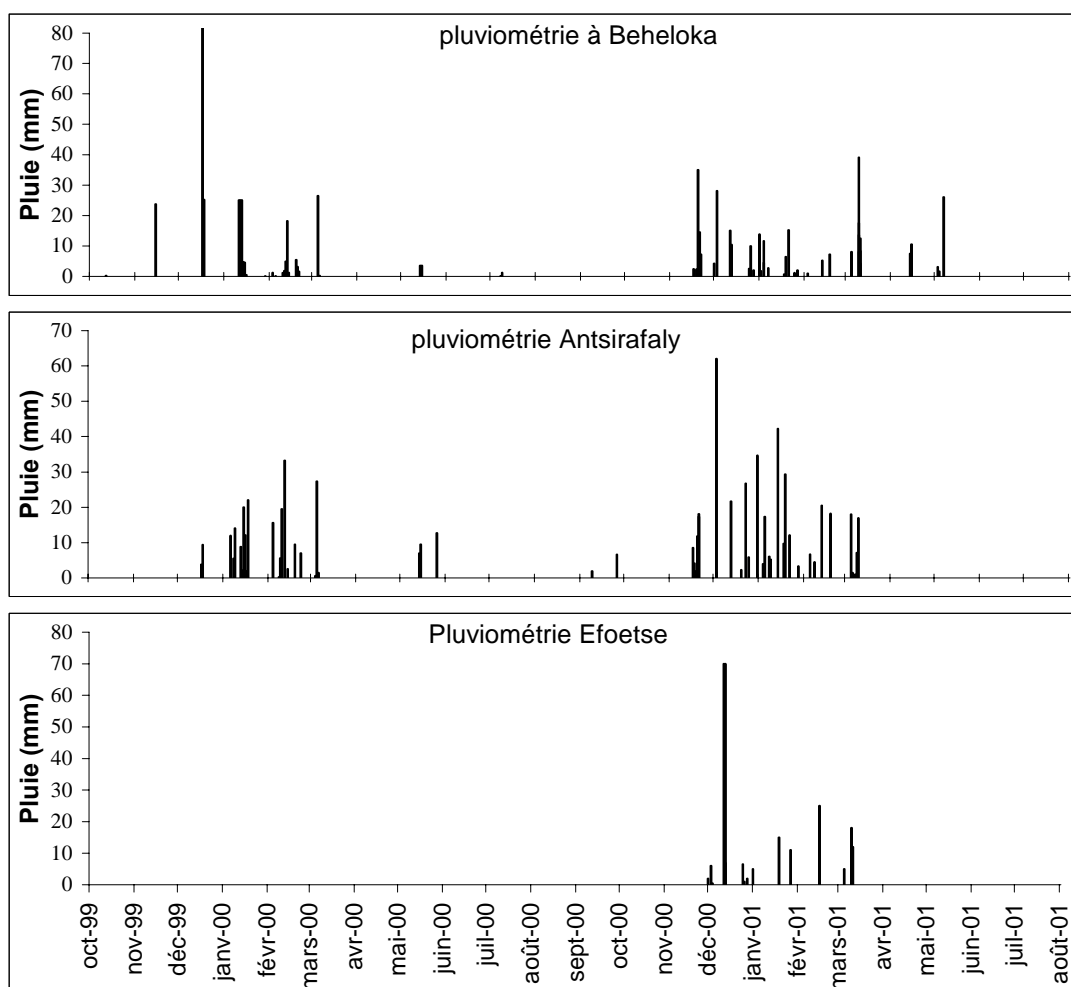 pluviométrie à Beheloka
Pluie (mm)
80
70
60
50
40
30
20
10
0
pluviométrie Antsirafaly
Pluie (mm)
70
60
50
40
30
20
10
0
Pluviométrie Efoetse
Pluie (mm)
80
70
60
50
40
30
20
10
0
oct-99
nov-99
déc-99
janv-00
févr-00
mars-00
avr-00
mai-00
juin-00
juil-00
août-00
sept-00
oct-00
nov-00
déc-00
janv-01
févr-01
mars-01
avr-01
mai-01
juin-01
juil-01
août-01